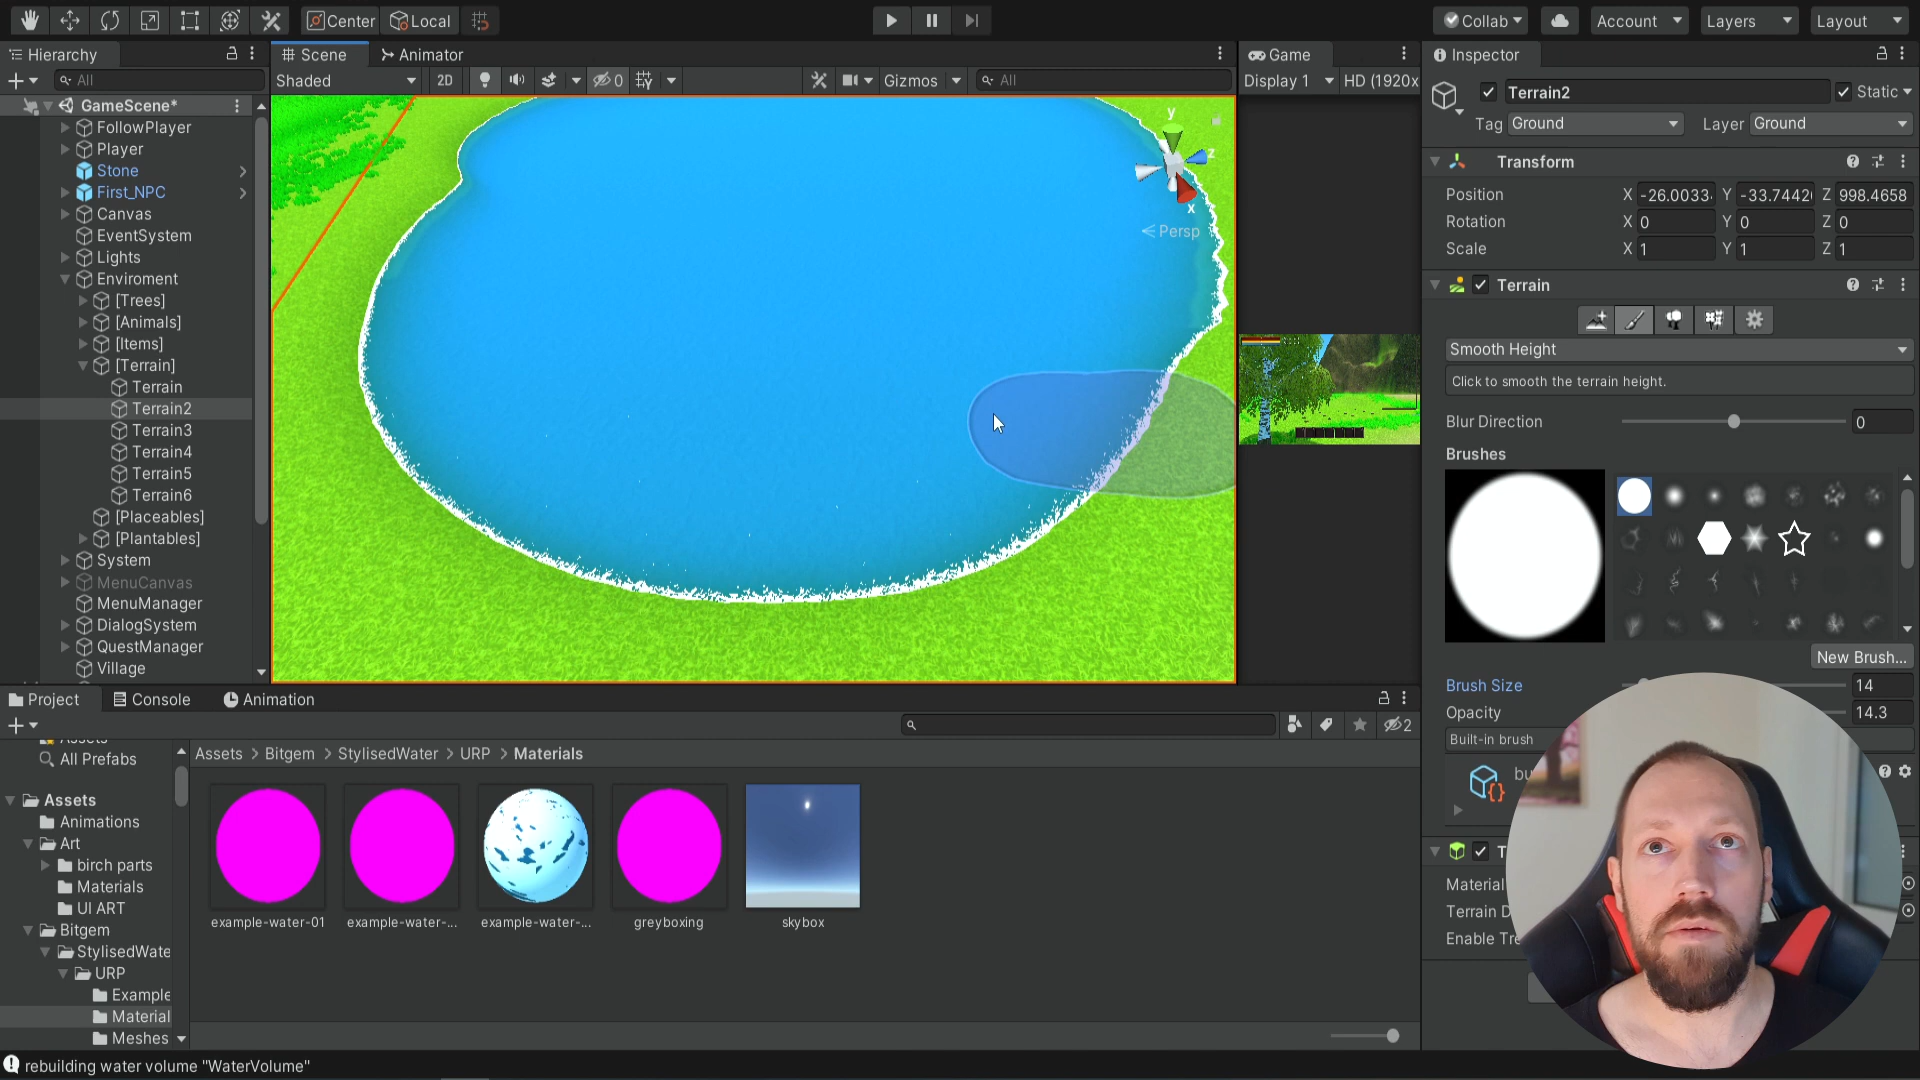 Center
Local
Collab
Account
Layers
Layout
Hierarchy
Scene
Animator
Game
Inspector
All
Shaded
2D
0
Gizmos
All
Display 1
HD (1920x
GameScene*
FollowPlayer
Player
Stone
First_NPC
Canvas
EventSystem
Lights
Enviroment
[Trees]
[Animals]
[Items]
[Terrain]
Terrain
Terrain2
Terrain3
Terrain4
Terrain5
Terrain6
[Placeables]
[Plantables]
System
MenuCanvas
MenuManager
DialogSystem
QuestManager
Village
y
z
x
Persp
Terrain2
Static
Tag
Ground
Layer
Ground
Transform
Position
X -26.0033
Y -33.7442
Z 998.4658
Rotation
X 0
Y 0
Z 0
Scale
X 1
Y 1
Z 1
Terrain
Smooth Height
Click to smooth the terrain height.
Blur Direction
0
Brushes
New Brush...
Brush Size
14
Opacity
14.3
Built-in brush
bu
T
Material
Terrain D
Enable Tre
Project
Console
Animation
2
All Prefabs
Assets
Animations
Art
birch parts
Materials
UI ART
Bitgem
StylisedWate
URP
Example
Material
Meshes
Assets > Bitgem > StylisedWater > URP > Materials
example-water-01
example-water-...
example-water-...
greyboxing
skybox
rebuilding water volume "WaterVolume"